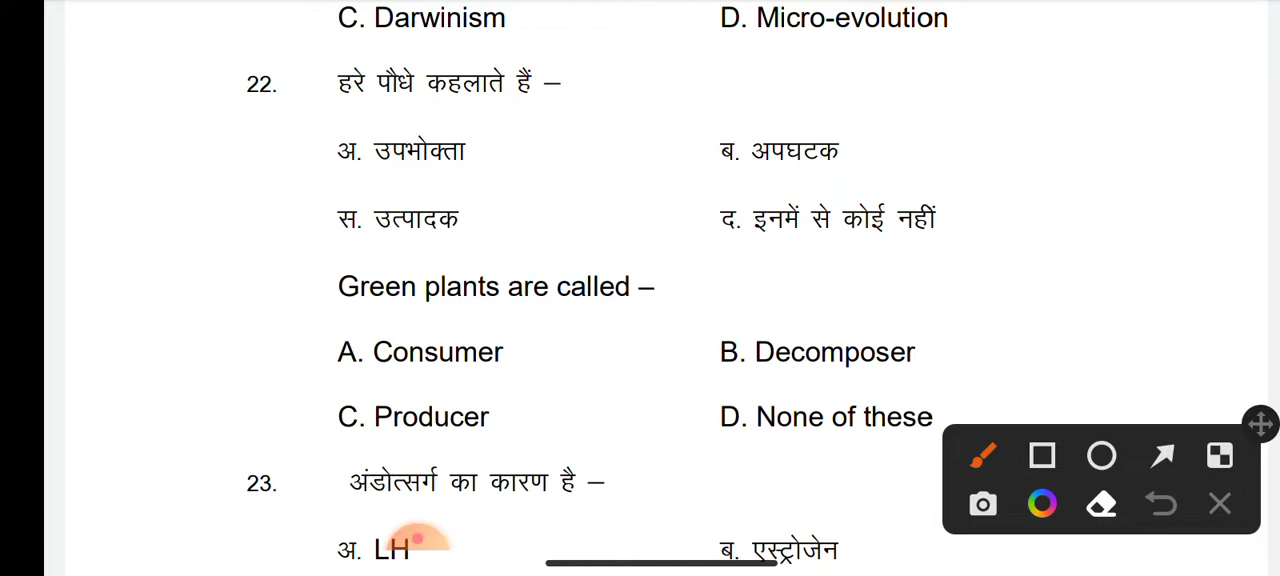 C. Darwinism D. Micro-evolution
22. हरे पौधे कहलाते हैं –
अ. उपभोक्ता ब. अपघटक
स. उत्पादक द. इनमें से कोई नहीं
Green plants are called –
A. Consumer B. Decomposer
C. Producer D. None of these
23. अंडोत्सर्ग का कारण है –
अ. LH ब. एस्ट्रोजेन